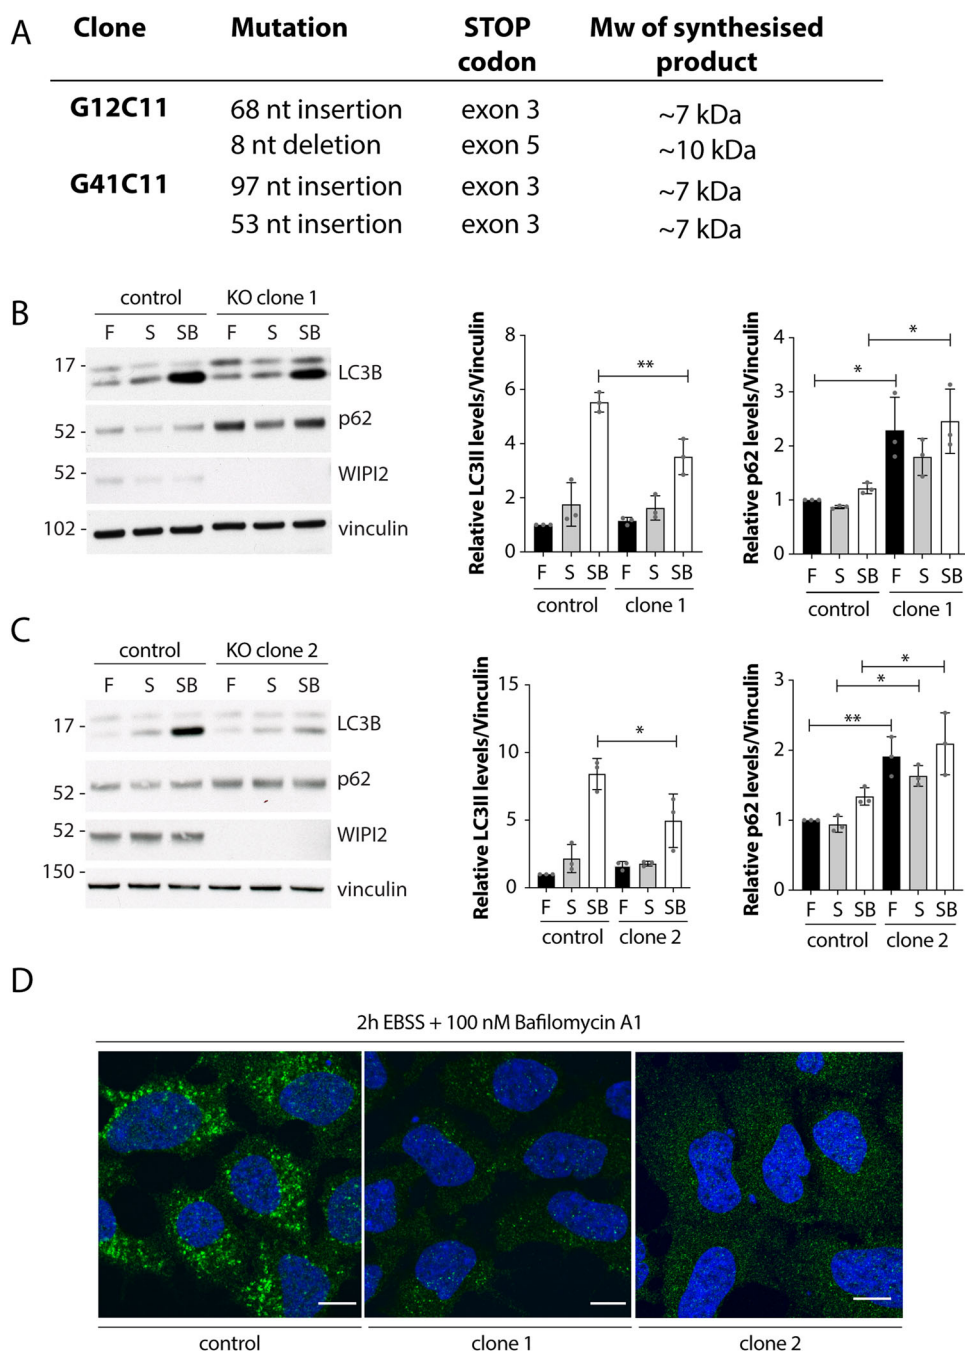 A
Clone Mutation STOP codon Mw of synthesised product
G12C11 68 nt insertion exon 3 ~7 kDa
8 nt deletion exon 5 ~10 kDa
G41C11 97 nt insertion exon 3 ~7 kDa
53 nt insertion exon 3 ~7 kDa
B
control KO clone 1
F S SB F S SB
17 - LC3B
52 - p62
52 - WIPI2
102 - vinculin
Relative LC3II levels/Vinculin
8
6
4
2
0
**
F S SB F S SB
control clone 1
Relative p62 levels/Vinculin
4
3
2
1
0
*
*
F S SB F S SB
control clone 1
C
control KO clone 2
F S SB F S SB
17 - LC3B
52 - p62
52 - WIPI2
150 -
vinculin
Relative LC3II levels/Vinculin
15
10
5
0
*
F S SB F S SB
control clone 2
Relative p62 levels/Vinculin
3
2
1
0
*
*
**
F S SB F S SB
control clone 2
D
2h EBSS + 100 nM Bafilomycin A1
control clone 1 clone 2